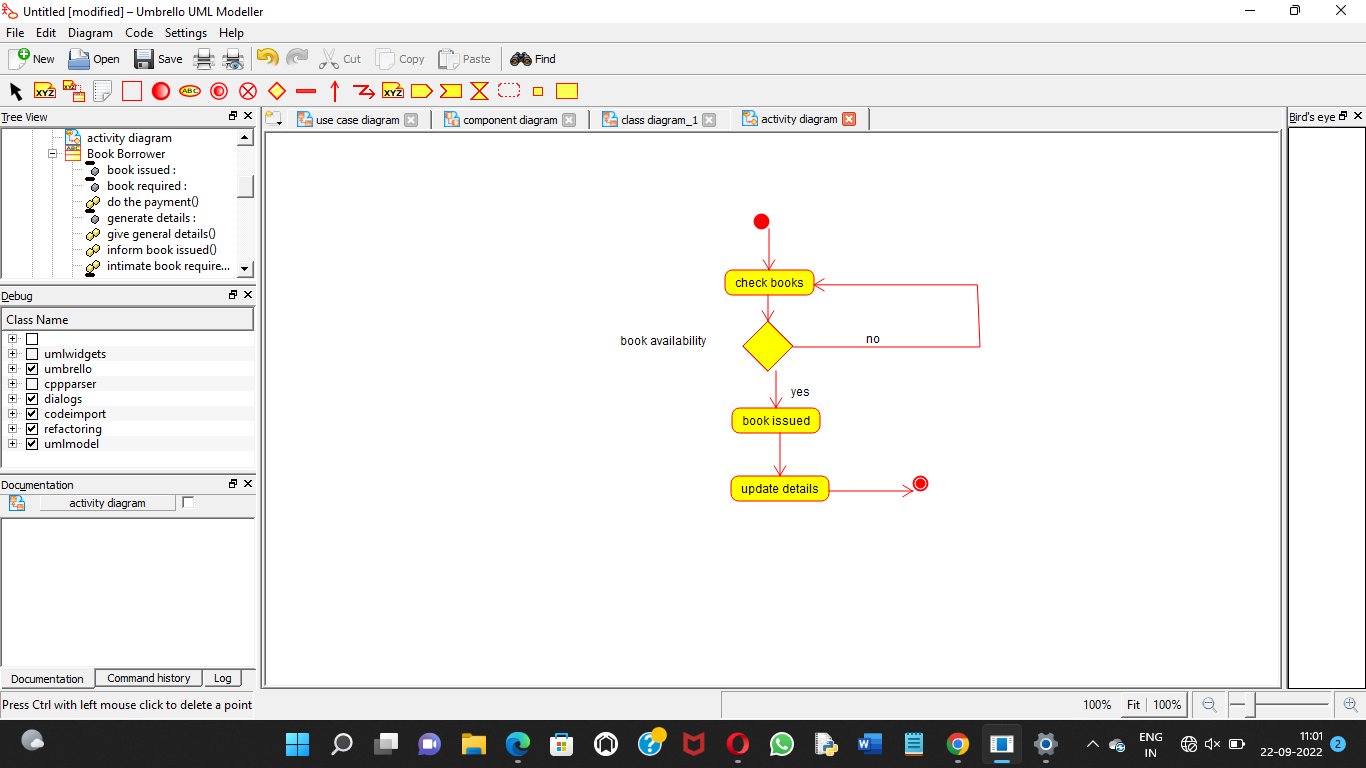 Untitled [modified] – Umbrello UML Modeller
File Edit Diagram Code Settings Help
New Open Save Cut Copy Paste Find
XYZ XYZ ABC XYZ
Tree View
use case diagram component diagram class diagram_1 activity diagram
Bird's eye
activity diagram
ABC Book Borrower
book issued :
book required :
do the payment()
generate details :
give general details()
inform book issued()
intimate book require...
Debug
Class Name
umlwidgets
umbrello
cppparser
dialogs
codeimport
refactoring
umlmodel
Documentation
activity diagram
check books
book availability
no
yes
book issued
update details
Documentation Command history Log
Press Ctrl with left mouse click to delete a point
100% Fit 100%
ENG
IN
11:01
22-09-2022
2